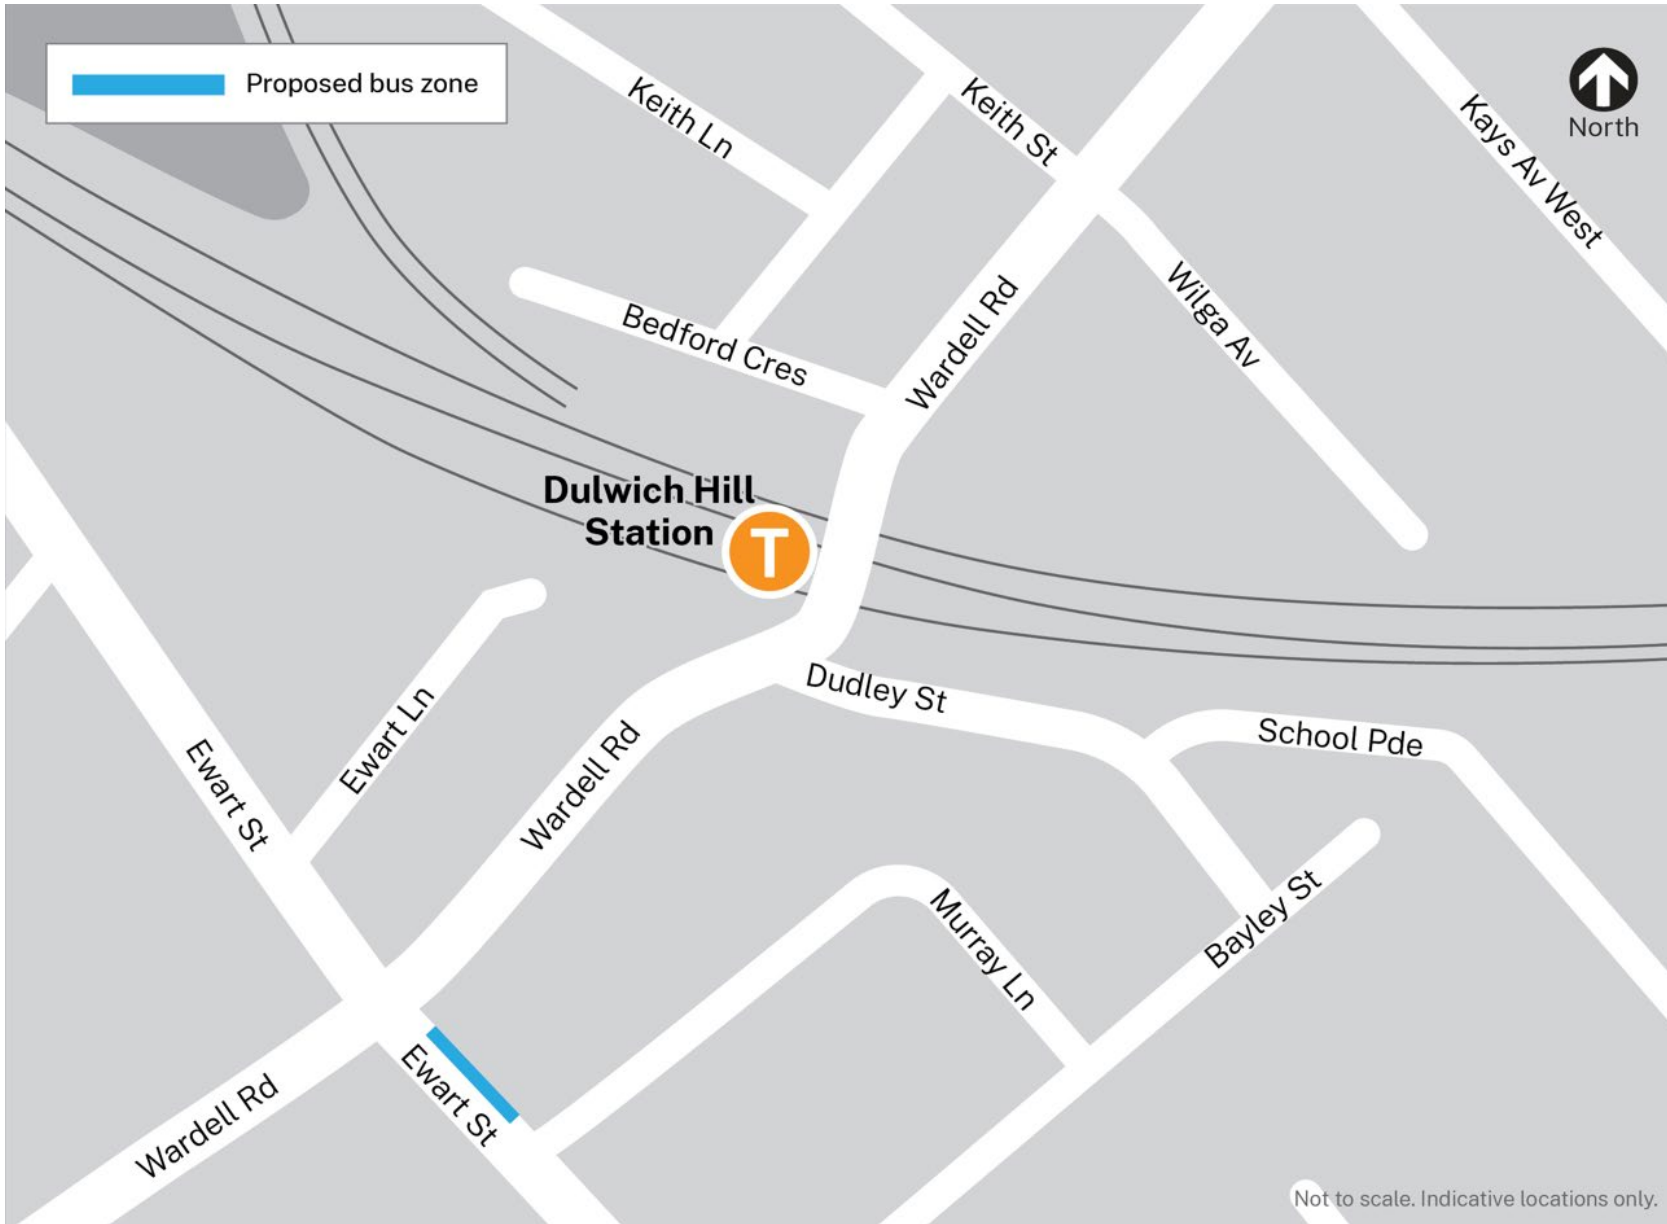 Proposed bus zone
North
Keith Ln
Keith St
Kays Av West
Wardell Rd
Wilga Av
Bedford Cres
Dulwich Hill
Station
T
Dudley St
School Pde
Ewart Ln
Ewart St
Wardell Rd
Murray Ln
Bayley St
Ewart St
Wardell Rd
Not to scale. Indicative locations only.